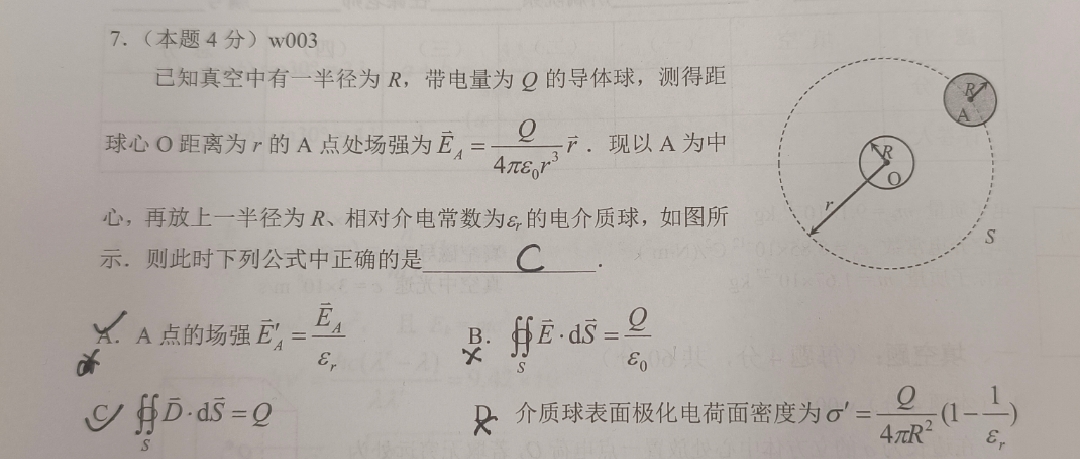 7.（本题 4 分）w003
已知真空中有一半径为 R，带电量为 Q 的导体球，测得距
球心 O 距离为 r 的 A 点处场强为 $\vec{E}_A = \frac{Q}{4\pi\varepsilon_0 r^3}\vec{r}$．现以 A 为中
心，再放上一半径为 R、相对介电常数为 $\varepsilon_r$ 的电介质球，如图所
示．则此时下列公式中正确的是 C .
A．A 点的场强 $\vec{E}'_A = \frac{\vec{E}_A}{\varepsilon_r}$
B．$\oiint_S \vec{E}\cdot d\vec{S} = \frac{Q}{\varepsilon_0}$
C $\oiint_S \vec{D}\cdot d\vec{S} = Q$
D 介质球表面极化电荷面密度为 $\sigma' = \frac{Q}{4\pi R^2}(1-\frac{1}{\varepsilon_r})$
R
A
R
O
r
S